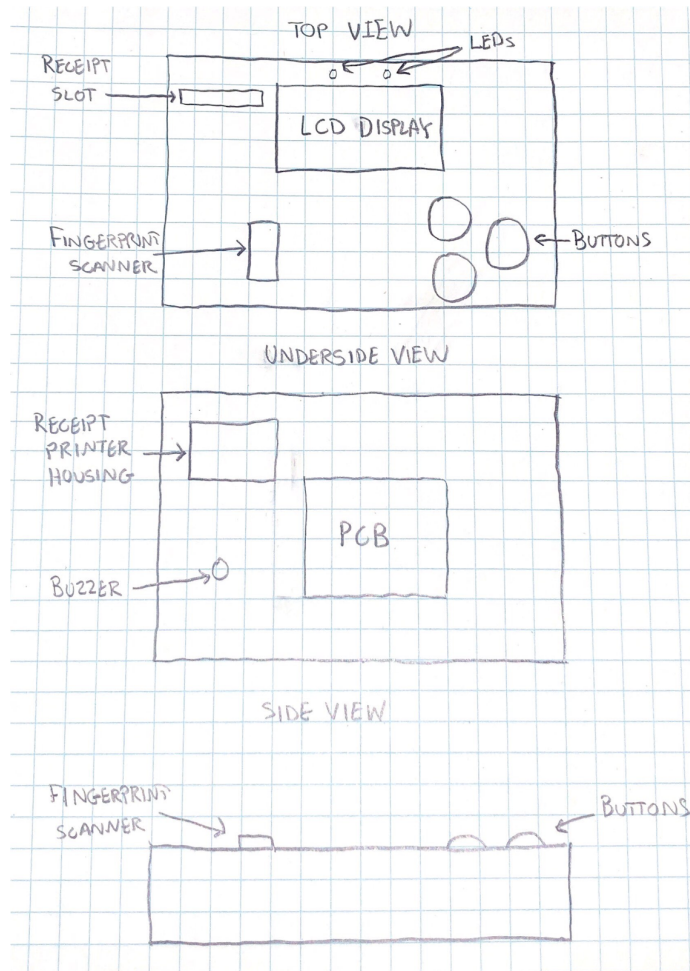 TOP VIEW
LEDs
RECEIPT
SLOT
LCD DISPLAY
FINGERPRINT
SCANNER
BUTTONS
UNDERSIDE VIEW
RECEIPT
PRINTER
HOUSING
PCB
BUZZER
SIDE VIEW
FINGERPRINT
SCANNER
BUTTONS